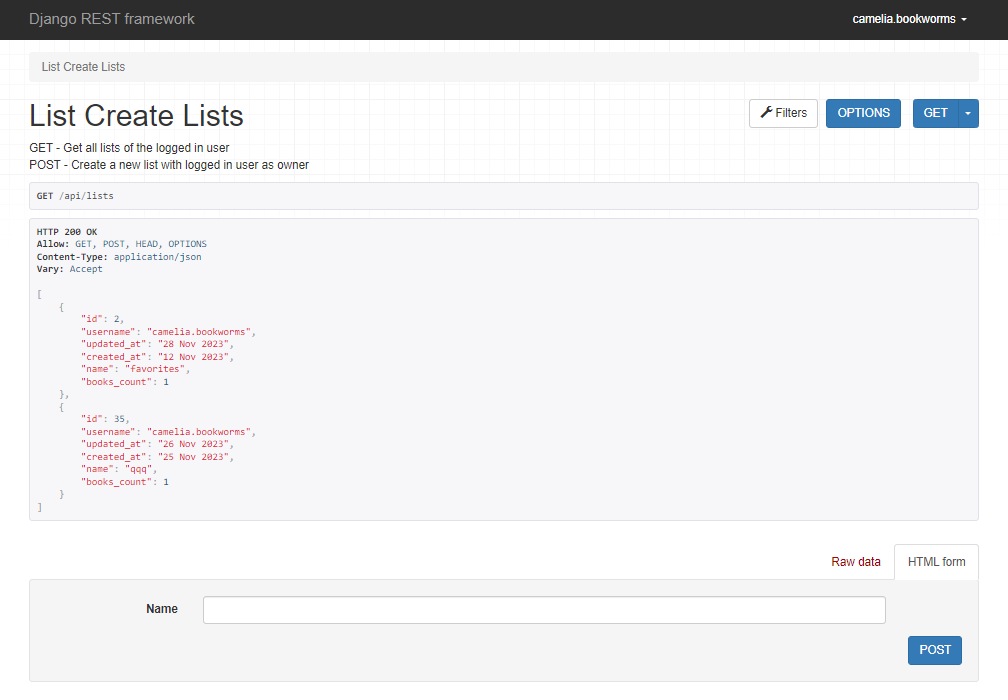 Django REST framework
camelia.bookworms
List Create Lists
List Create Lists
Filters
OPTIONS
GET
GET - Get all lists of the logged in user
POST - Create a new list with logged in user as owner
GET /api/lists
HTTP 200 OK
Allow: GET, POST, HEAD, OPTIONS
Content-Type: application/json
Vary: Accept
[
    {
        "id": 2,
        "username": "camelia.bookworms",
        "updated_at": "28 Nov 2023",
        "created_at": "12 Nov 2023",
        "name": "favorites",
        "books_count": 1
    },
    {
        "id": 35,
        "username": "camelia.bookworms",
        "updated_at": "26 Nov 2023",
        "created_at": "25 Nov 2023",
        "name": "qqq",
        "books_count": 1
    }
]
Raw data
HTML form
Name
POST